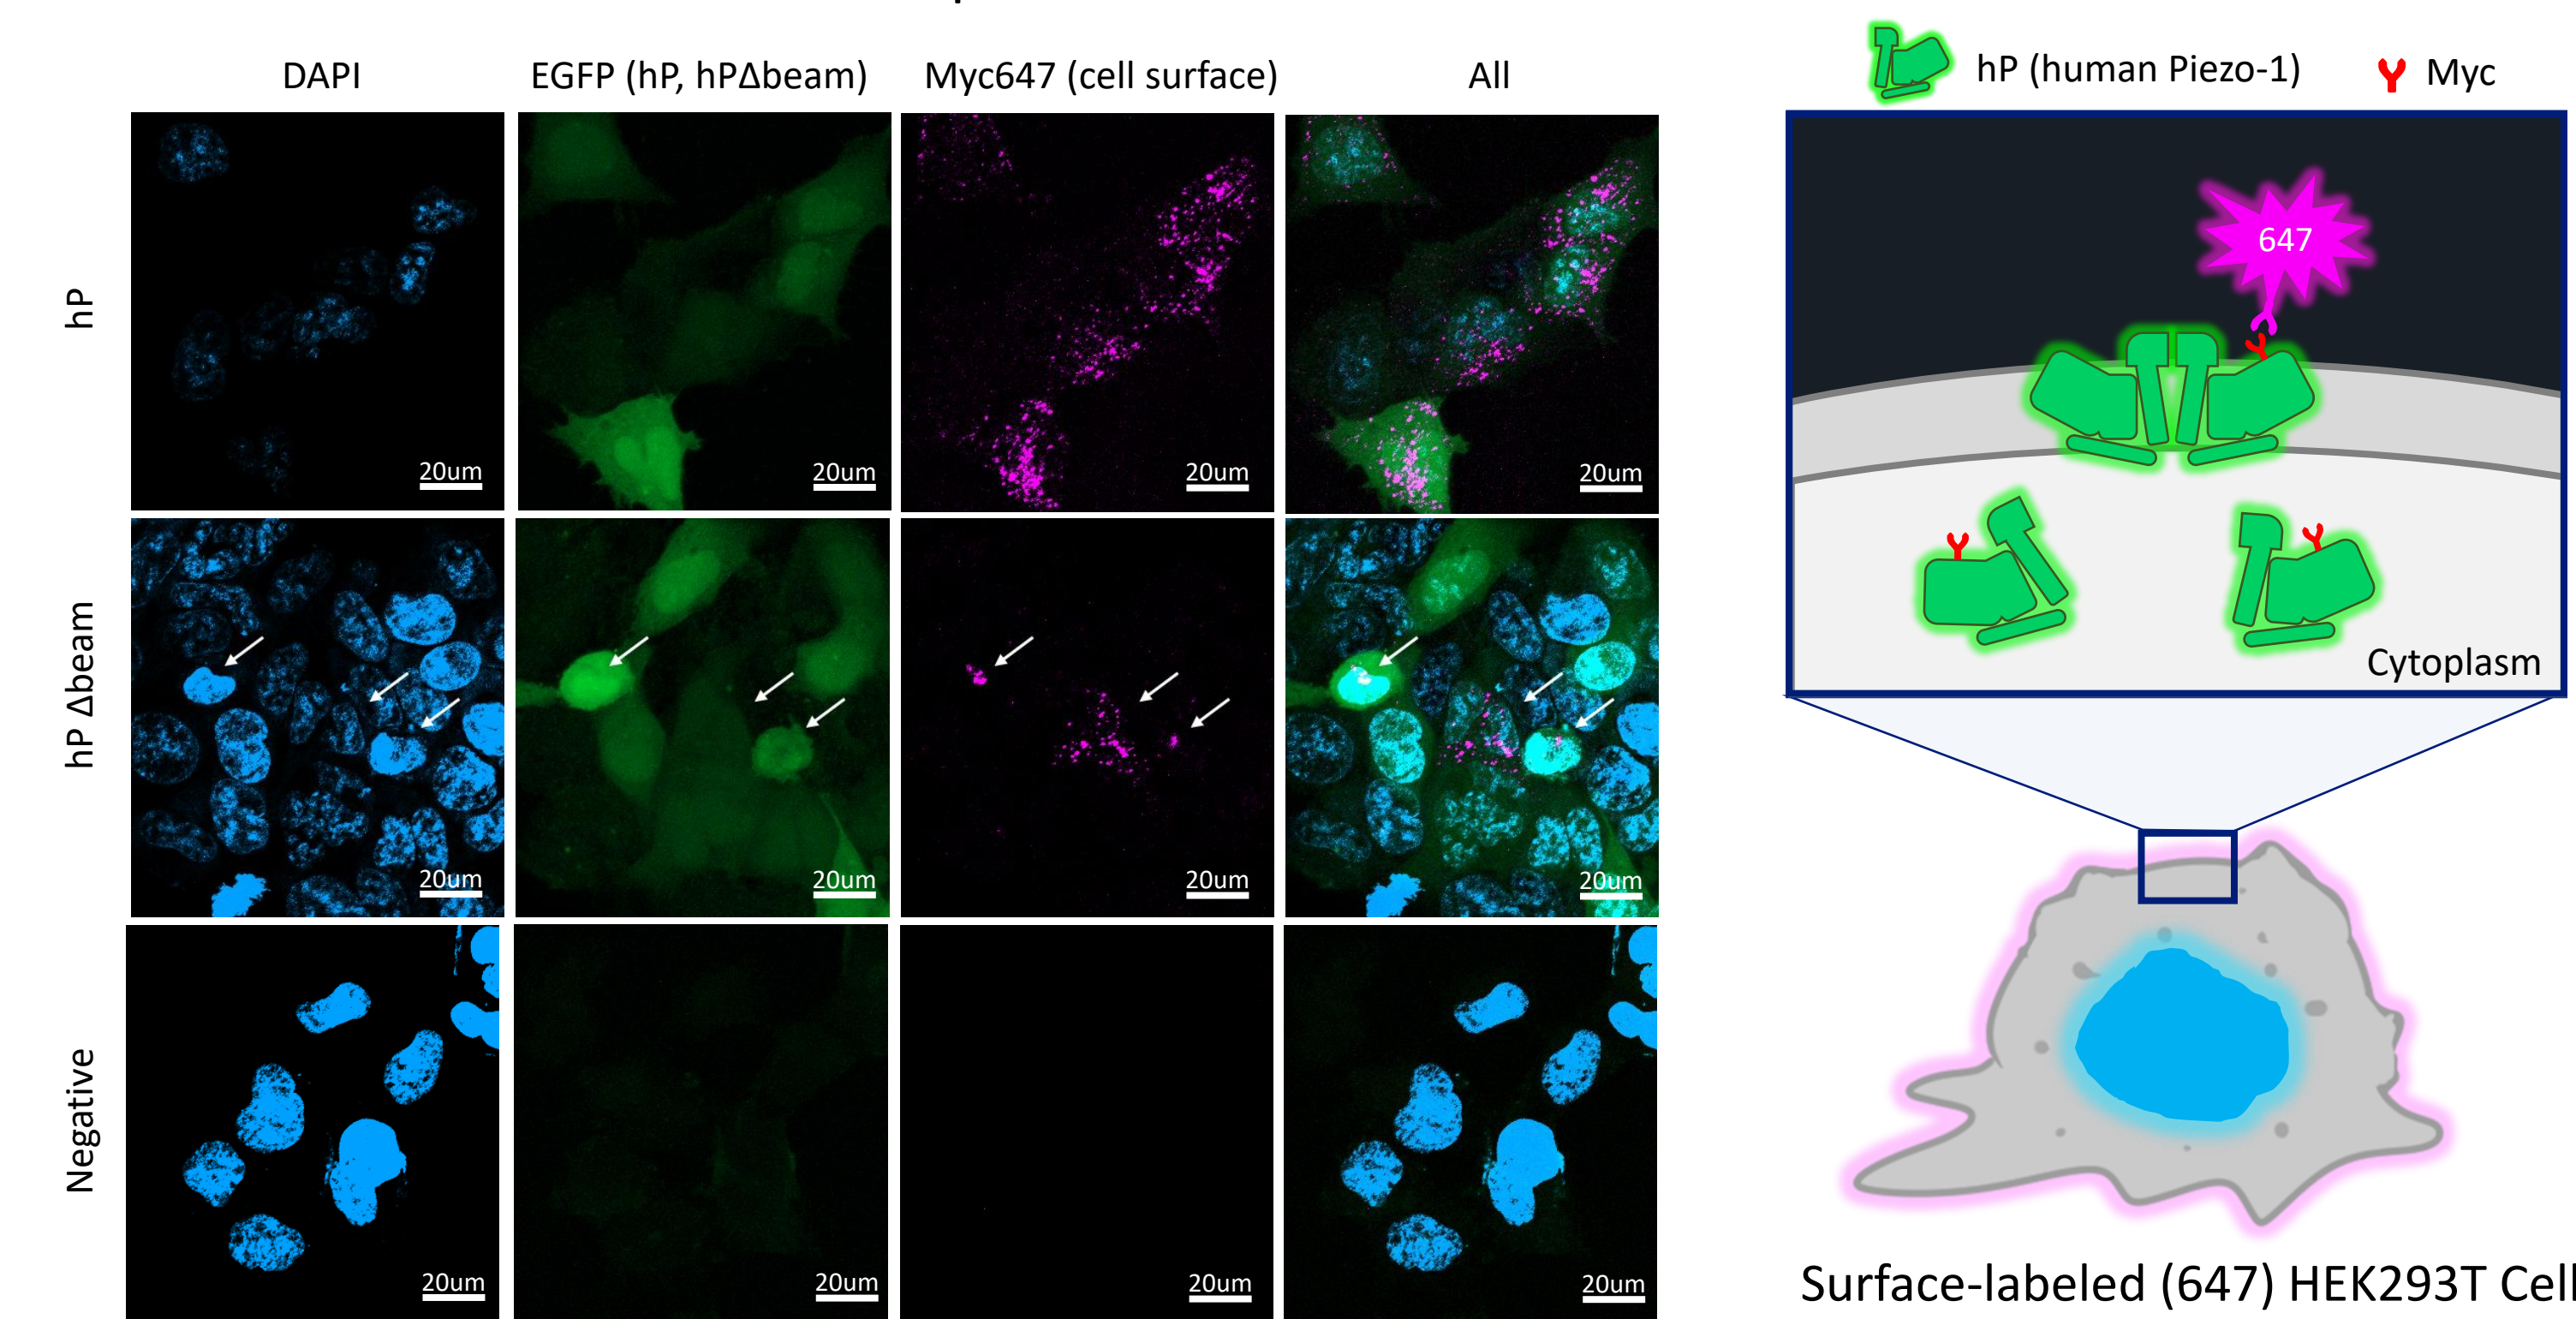 DAPI
EGFP (hP, hPΔbeam)
Myc647 (cell surface)
All
hP (human Piezo-1)
Myc
hP
20um
20um
20um
20um
hP Δbeam
20um
20um
20um
20um
Negative
20um
20um
20um
20um
647
Cytoplasm
Surface-labeled (647) HEK293T Cell